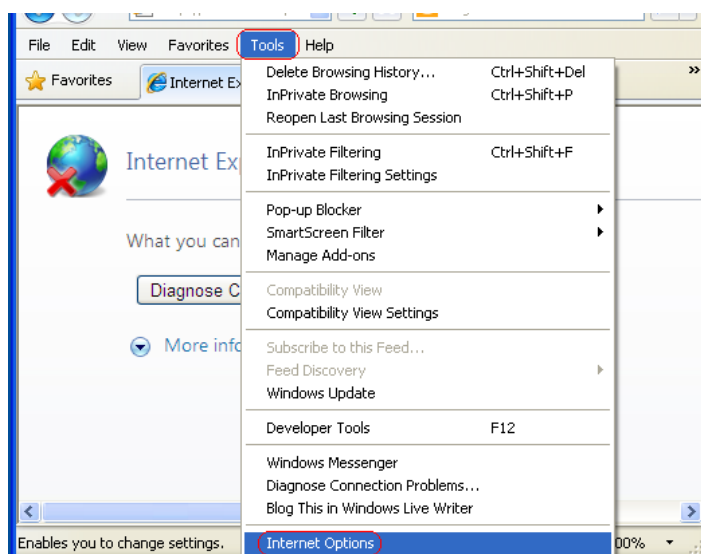 File Edit View Favorites Tools Help
Favorites Internet Ex »
Delete Browsing History... Ctrl+Shift+Del
InPrivate Browsing Ctrl+Shift+P
Reopen Last Browsing Session
InPrivate Filtering Ctrl+Shift+F
InPrivate Filtering Settings
Pop-up Blocker
SmartScreen Filter
Manage Add-ons
Compatibility View
Compatibility View Settings
Subscribe to this Feed...
Feed Discovery
Windows Update
Developer Tools F12
Windows Messenger
Diagnose Connection Problems...
Blog This in Windows Live Writer
Internet Options
Internet Ex
What you can
Diagnose C
More info
Enables you to change settings. 00%